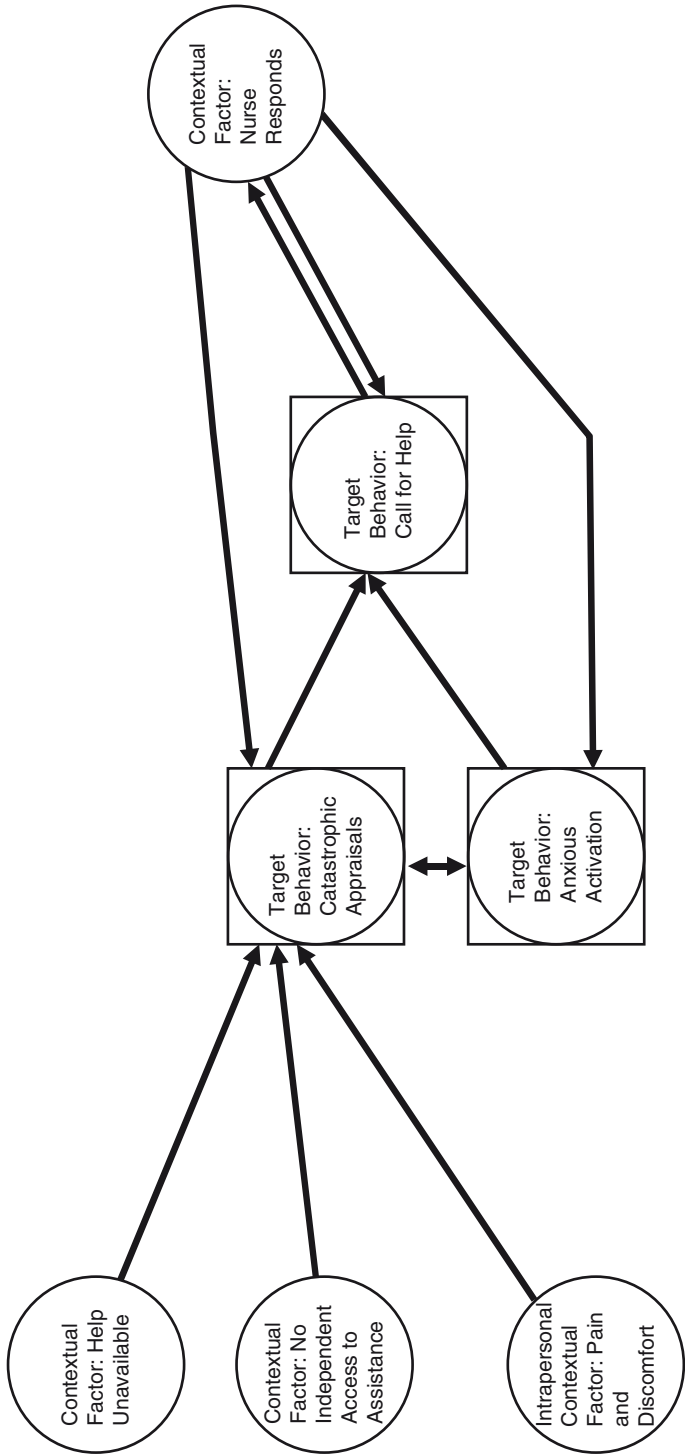 Contextual
Factor: Help
Unavailable
Contextual
Factor: No
Independent
Access to
Assistance
Intrapersonal
Contextual
Factor: Pain
and
Discomfort
Target
Behavior:
Catastrophic
Appraisals
Target
Behavior:
Anxious
Activation
Target
Behavior:
Call for Help
Contextual
Factor:
Nurse
Responds